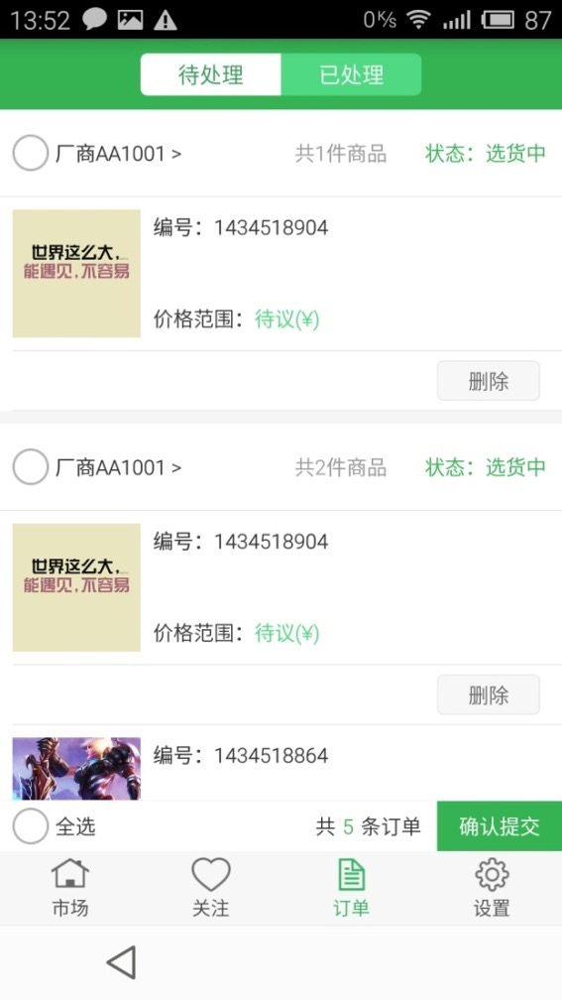 13:52 0K/s 87
待处理 已处理
厂商AA1001 > 共1件商品 状态：选货中
世界这么大，
能遇见，不容易
编号：1434518904
价格范围：待议(¥)
删除
厂商AA1001 > 共2件商品 状态：选货中
世界这么大，
能遇见，不容易
编号：1434518904
价格范围：待议(¥)
删除
编号：1434518864
全选 共 5 条订单 确认提交
市场 关注 订单 设置